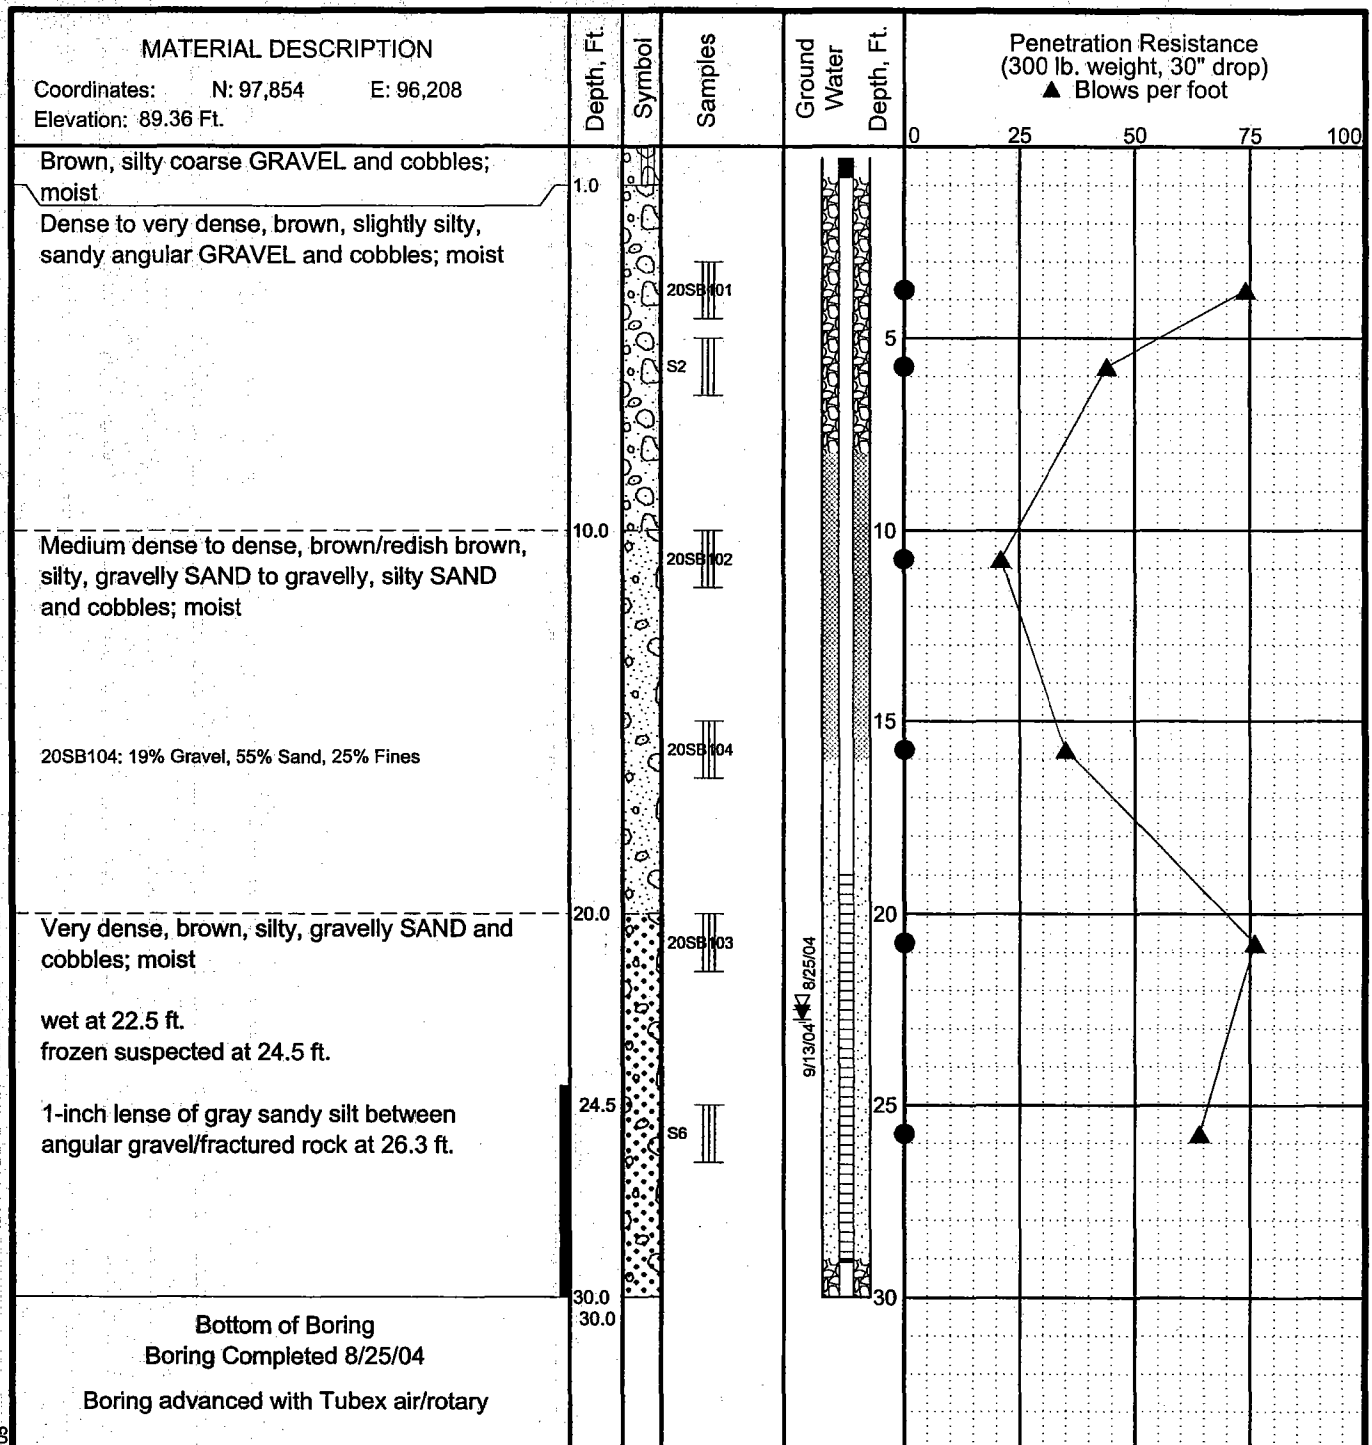 MATERIAL DESCRIPTION
Coordinates: N: 97,854 E: 96,208
Elevation: 89.36 Ft.
Depth, Ft.
Symbol
Samples
Ground
Water
Depth, Ft.
Penetration Resistance
(300 lb. weight, 30" drop)
▲ Blows per foot
0 25 50 75 100
Brown, silty coarse GRAVEL and cobbles;
moist
1.0
Dense to very dense, brown, slightly silty,
sandy angular GRAVEL and cobbles; moist
20SB101
5
S2
10.0
10
Medium dense to dense, brown/redish brown,
silty, gravelly SAND to gravelly, silty SAND
and cobbles; moist
20SB102
15
20SB104: 19% Gravel, 55% Sand, 25% Fines
20SB104
20.0
20
Very dense, brown, silty, gravelly SAND and
cobbles; moist
20SB103
wet at 22.5 ft.
frozen suspected at 24.5 ft.
8/25/04
9/13/04
1-inch lense of gray sandy silt between
angular gravel/fractured rock at 26.3 ft.
24.5
25
S6
30.0
30.0
30
Bottom of Boring
Boring Completed 8/25/04
Boring advanced with Tubex air/rotary